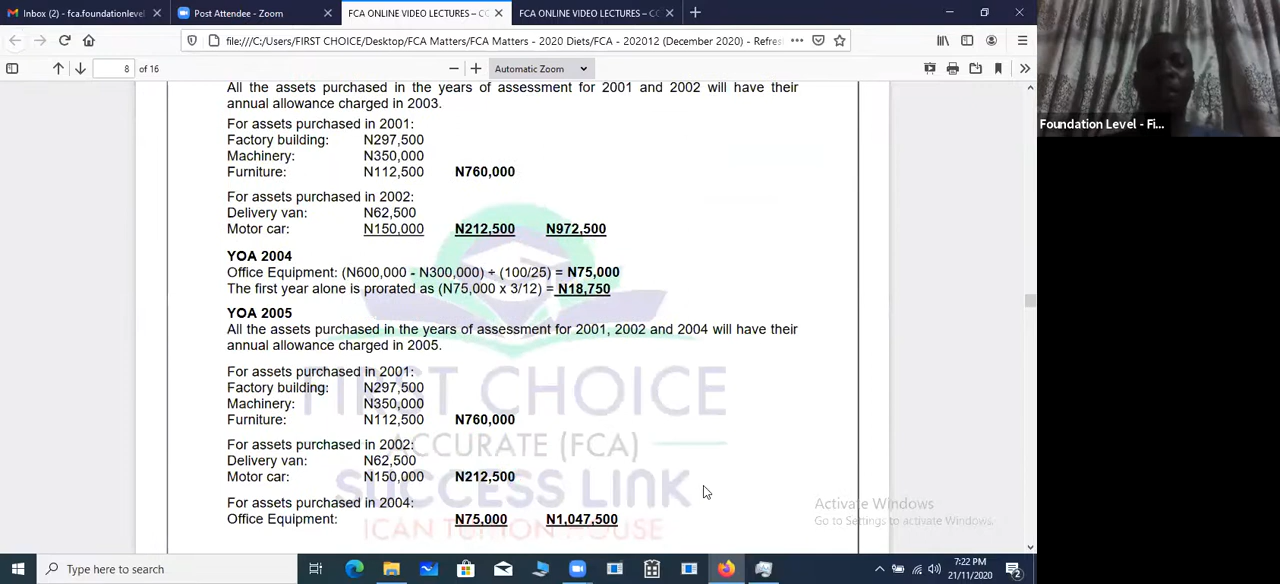 Inbox (2) - fca.foundationlevel
Post Attendee - Zoom
FCA ONLINE VIDEO LECTURES – CC
FCA ONLINE VIDEO LECTURES – CC
file:///C:/Users/FIRST CHOICE/Desktop/FCA Matters/FCA Matters - 2020 Diets/FCA - 202012 (December 2020) - Refres
8 of 16
Automatic Zoom
Foundation Level - Fi...
All the assets purchased in the years of assessment for 2001 and 2002 will have their
annual allowance charged in 2003.
For assets purchased in 2001:
Factory building: N297,500
Machinery: N350,000
Furniture: N112,500 N760,000
For assets purchased in 2002:
Delivery van: N62,500
Motor car: N150,000 N212,500 N972,500
YOA 2004
Office Equipment: (N600,000 - N300,000) ÷ (100/25) = N75,000
The first year alone is prorated as (N75,000 x 3/12) = N18,750
YOA 2005
All the assets purchased in the years of assessment for 2001, 2002 and 2004 will have their
annual allowance charged in 2005.
For assets purchased in 2001:
Factory building: N297,500
Machinery: N350,000
Furniture: N112,500 N760,000
For assets purchased in 2002:
Delivery van: N62,500
Motor car: N150,000 N212,500
For assets purchased in 2004:
Office Equipment: N75,000 N1,047,500
FIRST CHOICE
ACCURATE (FCA)
SUCCESS LINK
ICAN TUITION HOUSE
Activate Windows
Go to Settings to activate Windows.
Type here to search
7:22 PM
21/11/2020
2